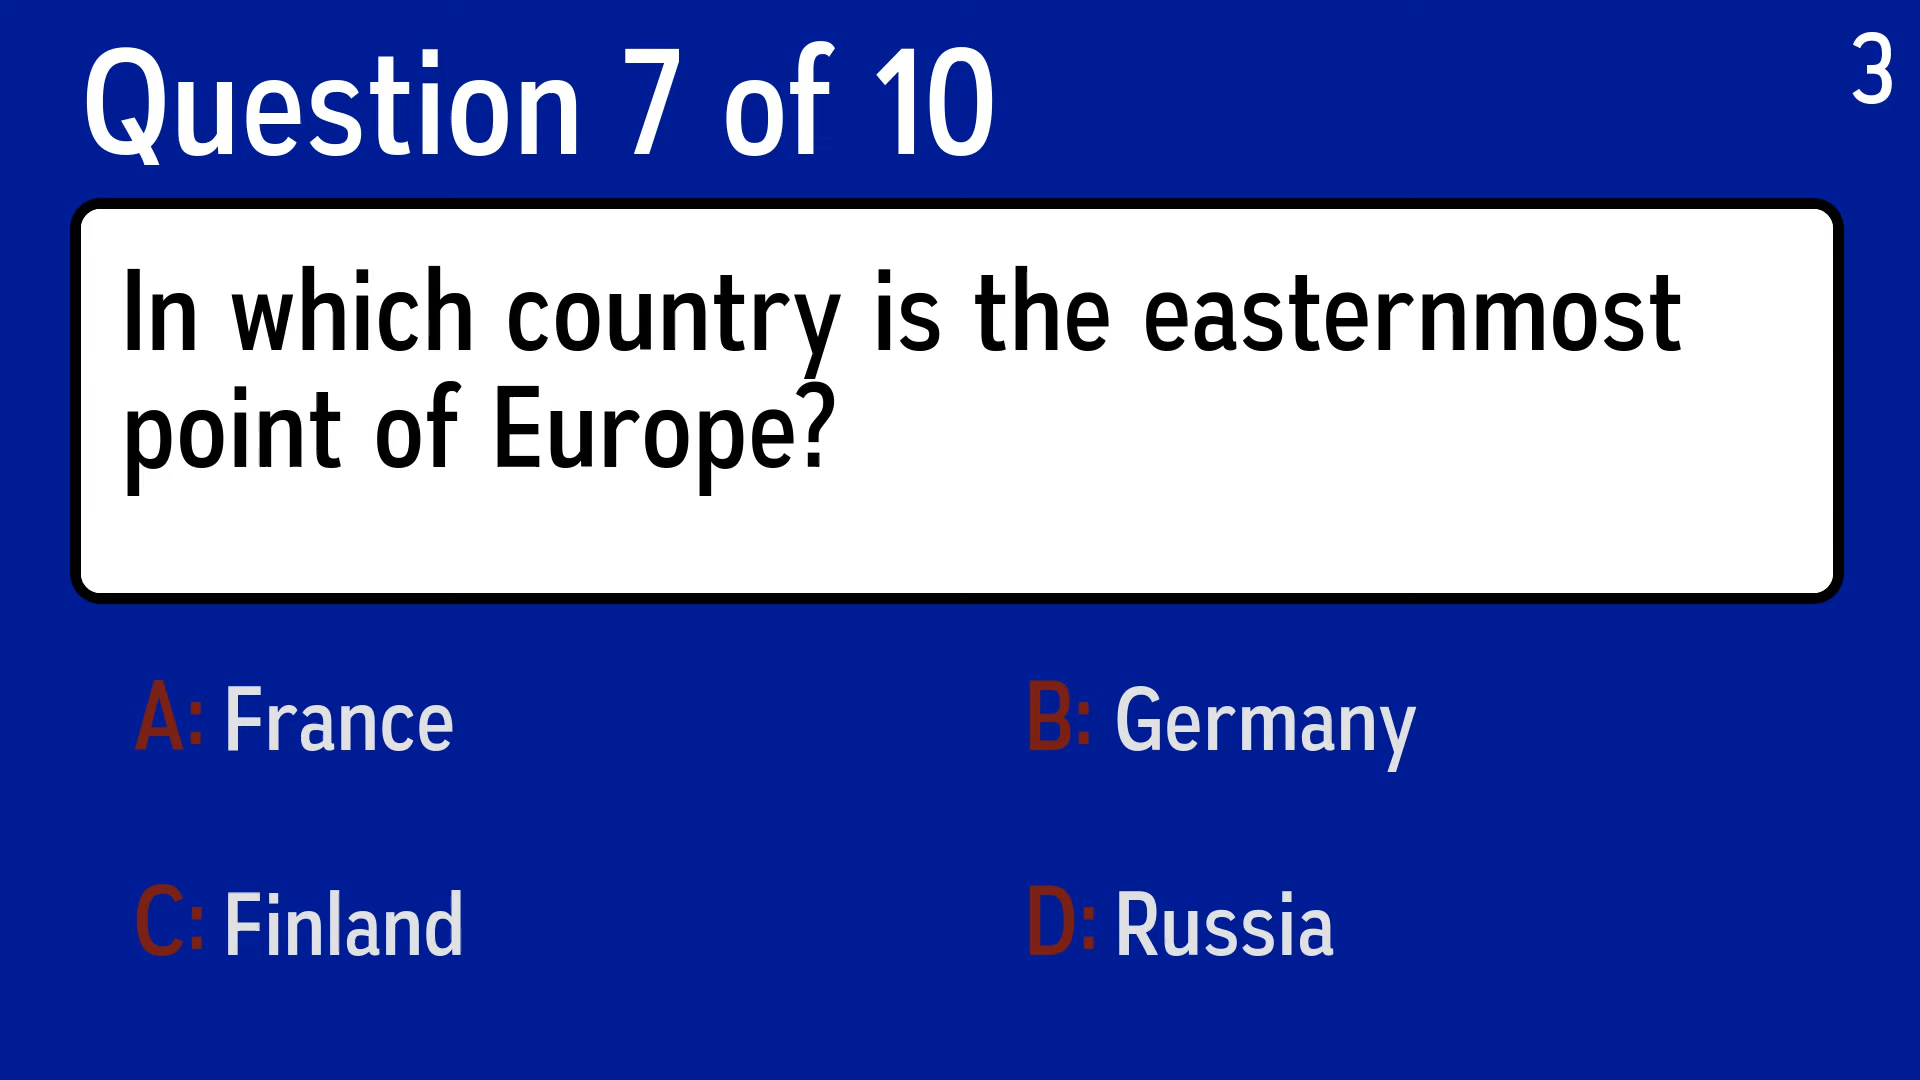 Question 7 of 10
3
In which country is the easternmost
point of Europe?
A: France
B: Germany
C: Finland
D: Russia